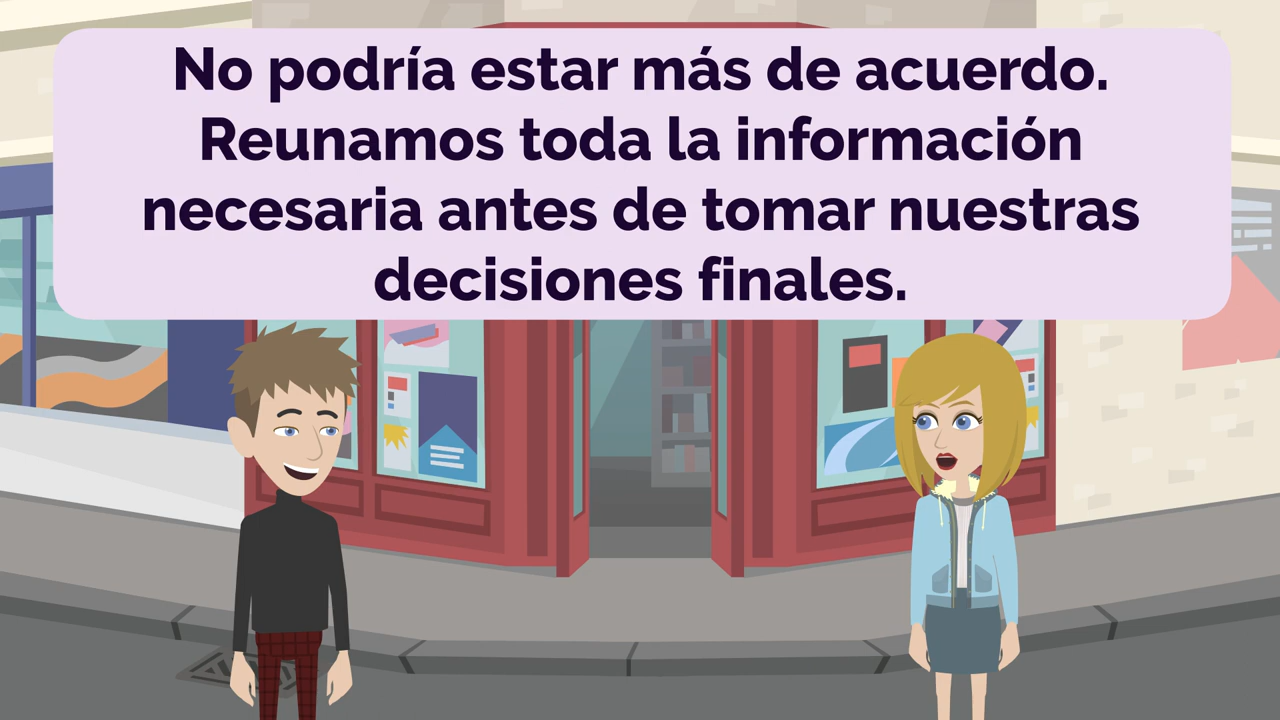 No podría estar más de acuerdo.
Reunamos toda la información
necesaria antes de tomar nuestras
decisiones finales.